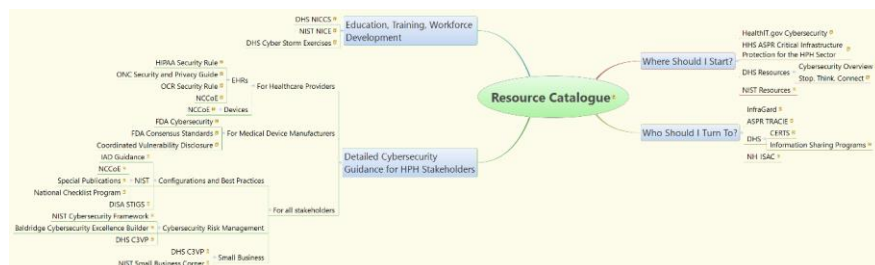 Resource Catalogue
Education, Training, Workforce
Development
DHS NICCS
NIST NICE
DHS Cyber Storm Exercises
Detailed Cybersecurity
Guidance for HPH Stakeholders
For Healthcare Providers
EHRs
HIPAA Security Rule
ONC Security and Privacy Guide
OCR Security Rule
NCCoE
Devices
NCCoE
For Medical Device Manufacturers
FDA Cybersecurity
FDA Consensus Standards
Coordinated Vulnerability Disclosure
For all stakeholders
Configurations and Best Practices
NIST
IAD Guidance
NCCoE
Special Publications
National Checklist Program
DISA STIGS
Cybersecurity Risk Management
NIST Cybersecurity Framework
Baldridge Cybersecurity Excellence Builder
DHS C3VP
Small Business
DHS C3VP
NIST Small Business Corner
Where Should I Start?
HealthIT.gov Cybersecurity
HHS ASPR Critical Infrastructure
Protection for the HPH Sector
DHS Resources
Cybersecurity Overview
Stop. Think. Connect
NIST Resources
Who Should I Turn To?
InfraGard
ASPR TRACIE
DHS
CERTS
Information Sharing Programs
NH ISAC